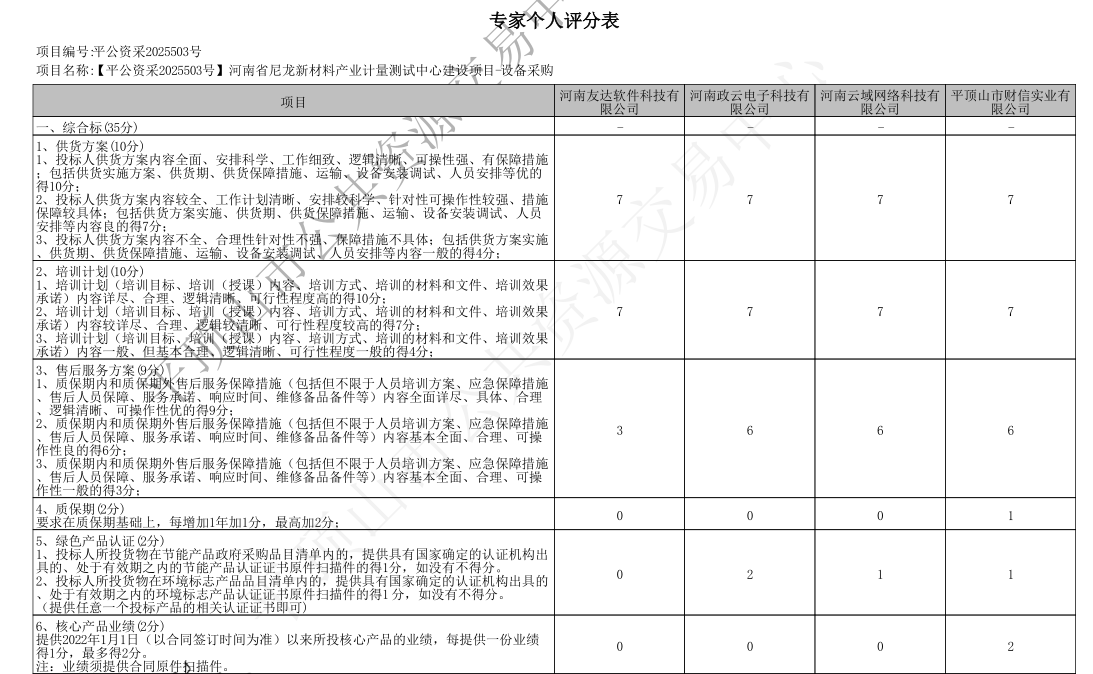 专家个人评分表
项目编号:平公资采2025503号
项目名称:【平公资采2025503号】河南省尼龙新材料产业计量测试中心建设项目-设备采购
项目 河南友达软件科技有限公司 河南政云电子科技有限公司 河南云域网络科技有限公司 平顶山市财信实业有限公司
一、综合标(35分) – – – –
1、供货方案(10分)
1、投标人供货方案内容全面、安排科学、工作细致、逻辑清晰、可操性强、有保障措施
;包括供货实施方案、供货期、供货保障措施、运输、设备安装调试、人员安排等优的
得10分;
2、投标人供货方案内容较全、工作计划清晰、安排较科学、针对性可操作性较强、措施
保障较具体;包括供货方案实施、供货期、供货保障措施、运输、设备安装调试、人员
安排等内容良的得7分;
3、投标人供货方案内容不全、合理性针对性不强、保障措施不具体;包括供货方案实施
、供货期、供货保障措施、运输、设备安装调试、人员安排等内容一般的得4分;
7 7 7 7
2、培训计划(10分)
1、培训计划（培训目标、培训（授课）内容、培训方式、培训的材料和文件、培训效果
承诺）内容详尽、合理、逻辑清晰、可行性程度高的得10分;
2、培训计划（培训目标、培训（授课）内容、培训方式、培训的材料和文件、培训效果
承诺）内容较详尽、合理、逻辑较清晰、可行性程度较高的得7分;
3、培训计划（培训目标、培训（授课）内容、培训方式、培训的材料和文件、培训效果
承诺）内容一般、但基本合理、逻辑清晰、可行性程度一般的得4分;
7 7 7 7
3、售后服务方案(9分)
1、质保期内和质保期外售后服务保障措施（包括但不限于人员培训方案、应急保障措施
、售后人员保障、服务承诺、响应时间、维修备品备件等）内容全面详尽、具体、合理
、逻辑清晰、可操作性优的得9分;
2、质保期内和质保期外售后服务保障措施（包括但不限于人员培训方案、应急保障措施
、售后人员保障、服务承诺、响应时间、维修备品备件等）内容基本全面、合理、可操
作性良的得6分;
3、质保期内和质保期外售后服务保障措施（包括但不限于人员培训方案、应急保障措施
、售后人员保障、服务承诺、响应时间、维修备品备件等）内容基本全面、合理、可操
作性一般的得3分;
3 6 6 6
4、质保期(2分)
要求在质保期基础上，每增加1年加1分，最高加2分;
0 0 0 1
5、绿色产品认证(2分)
1、投标人所投货物在节能产品政府采购品目清单内的，提供具有国家确定的认证机构出
具的、处于有效期之内的节能产品认证证书原件扫描件的得1分，如没有不得分。
2、投标人所投货物在环境标志产品品目清单内的，提供具有国家确定的认证机构出具的
、处于有效期之内的环境标志产品认证证书原件扫描件的得1 分，如没有不得分。
（提供任意一个投标产品的相关认证证书即可)
0 2 1 1
6、核心产品业绩(2分)
提供2022年1月1日（以合同签订时间为准）以来所投核心产品的业绩，每提供一份业绩
得1分，最多得2分。
注：业绩须提供合同原件扫描件。
0 0 0 2
平顶山市公共资源交易中
平顶山市公共资源交易中心